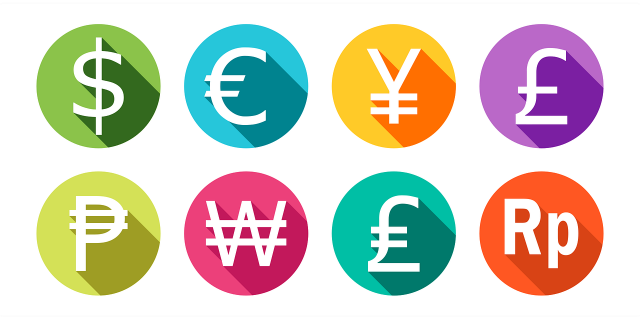 $ € ¥ £
₱ ₩ ₤ Rp